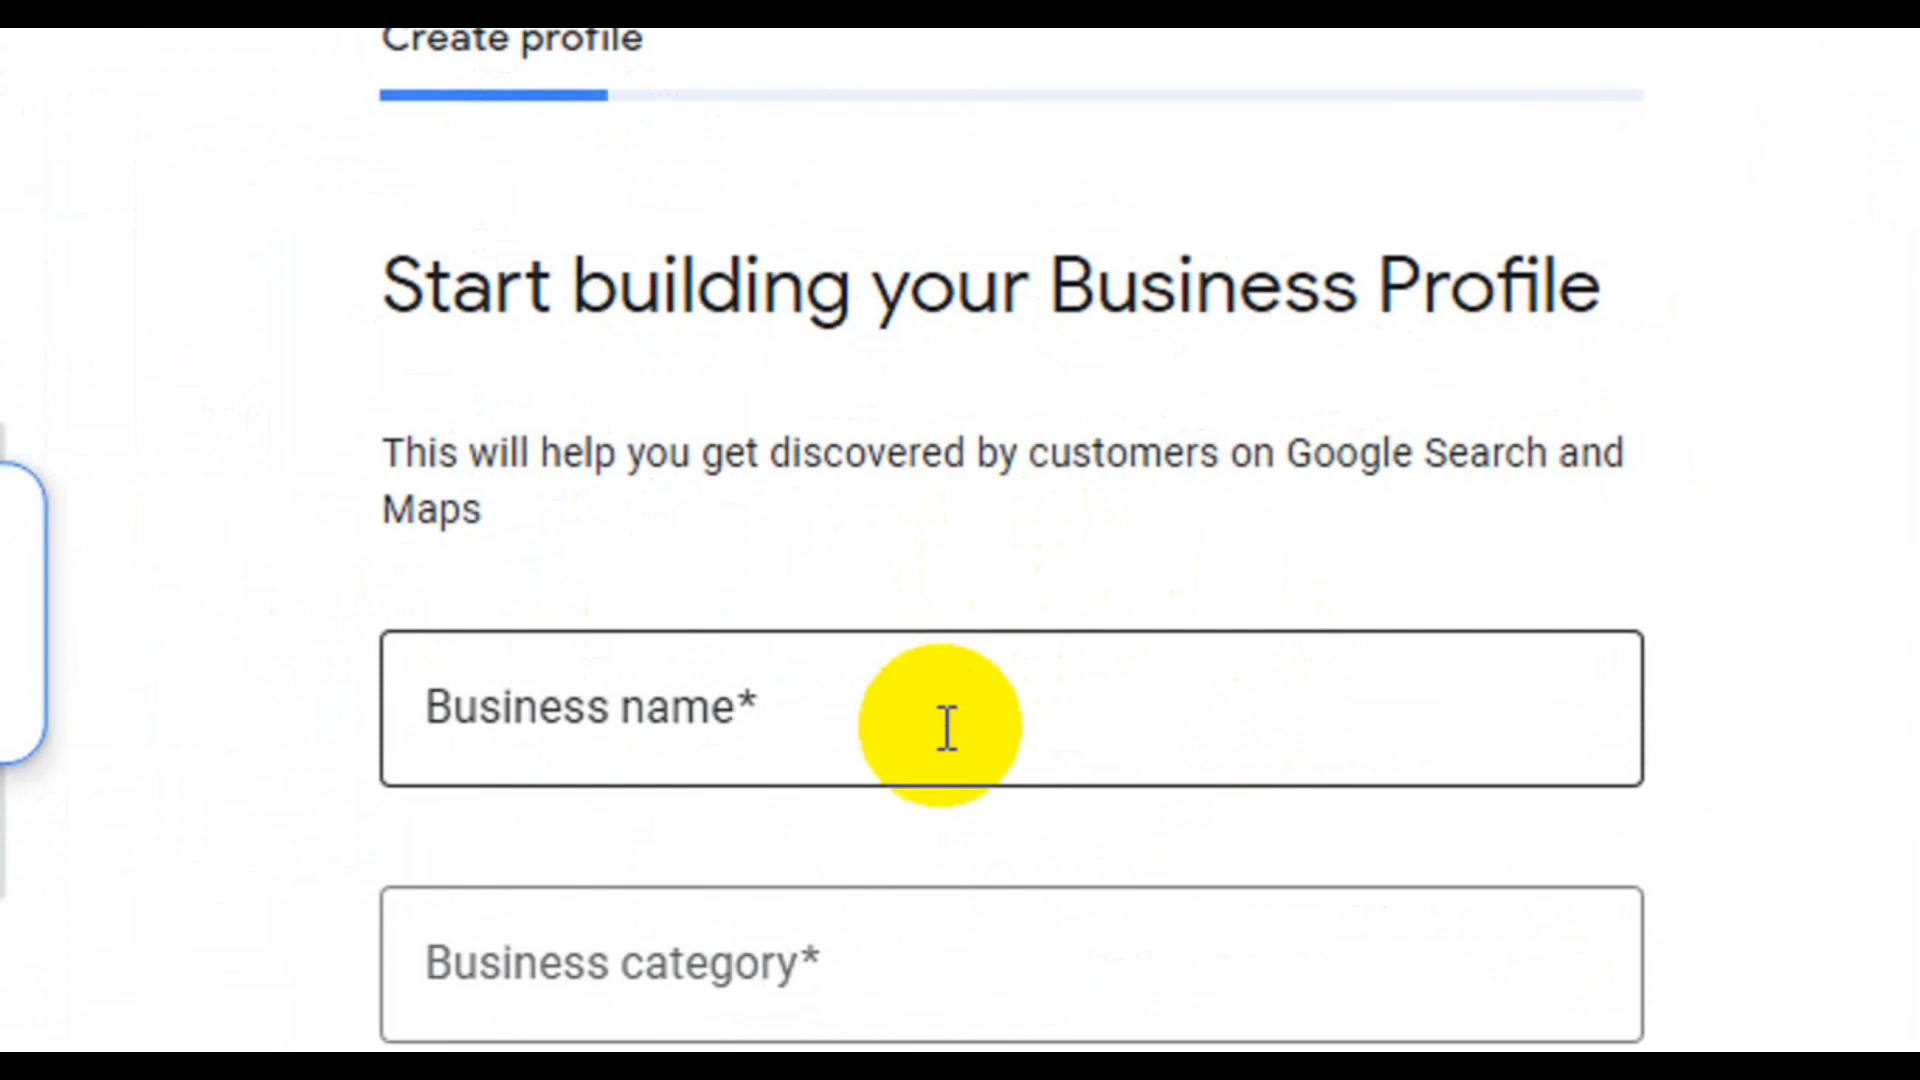 Create profile
Start building your Business Profile
This will help you get discovered by customers on Google Search and
Maps
Business name*
Business category*